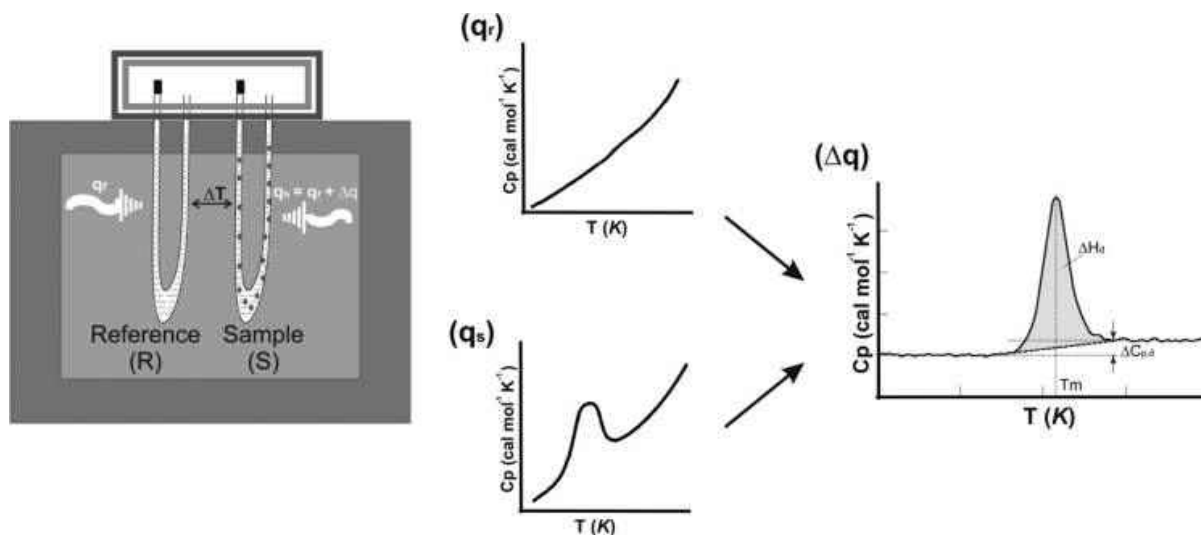 qr
ΔT
qs = qr + Δq
Reference
(R)
Sample
(S)
(qr)
Cp (cal mol⁻¹ K⁻¹)
T (K)
(qs)
Cp (cal mol⁻¹ K⁻¹)
T (K)
(Δq)
Cp (cal mol⁻¹ K⁻¹)
ΔHd
ΔCp,d
Tm
T (K)